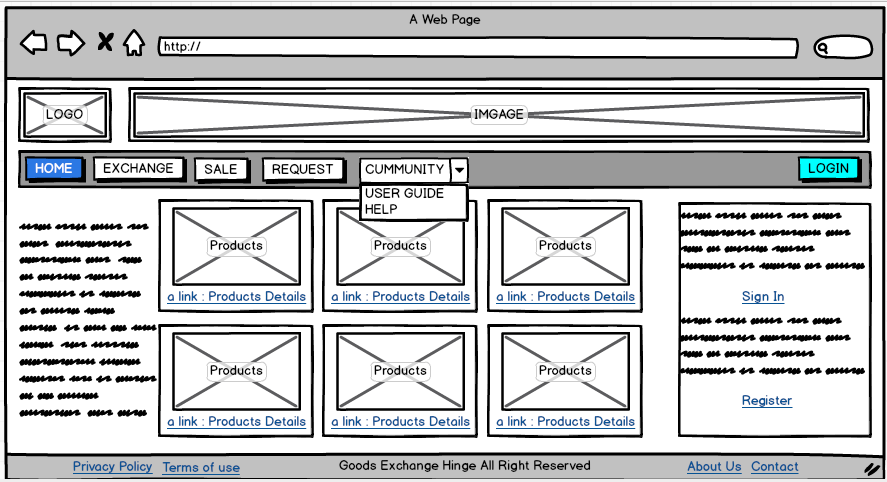 A Web Page
http://
LOGO
IMGAGE
HOME
EXCHANGE
SALE
REQUEST
CUMMUNITY
LOGIN
USER GUIDE
HELP
Products
Products
Products
a link : Products Details
a link : Products Details
a link : Products Details
Sign In
Products
Products
Products
a link : Products Details
a link : Products Details
a link : Products Details
Register
Privacy Policy
Terms of use
Goods Exchange Hinge All Right Reserved
About Us
Contact